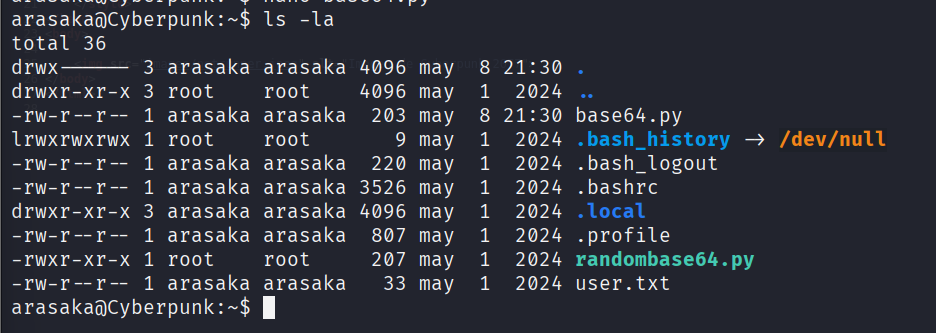 arasaka@Cyberpunk:~$ ls -la
total 36
drwx------ 3 arasaka arasaka 4096 may  8 21:30 .
drwxr-xr-x 3 root    root    4096 may  1  2024 ..
-rw-r--r-- 1 arasaka arasaka  203 may  8 21:30 base64.py
lrwxrwxrwx 1 root    root       9 may  1  2024 .bash_history -> /dev/null
-rw-r--r-- 1 arasaka arasaka  220 may  1  2024 .bash_logout
-rw-r--r-- 1 arasaka arasaka 3526 may  1  2024 .bashrc
drwxr-xr-x 3 arasaka arasaka 4096 may  1  2024 .local
-rw-r--r-- 1 arasaka arasaka  807 may  1  2024 .profile
-rwxr-xr-x 1 root    root     207 may  1  2024 randombase64.py
-rw-r--r-- 1 arasaka arasaka   33 may  1  2024 user.txt
arasaka@Cyberpunk:~$